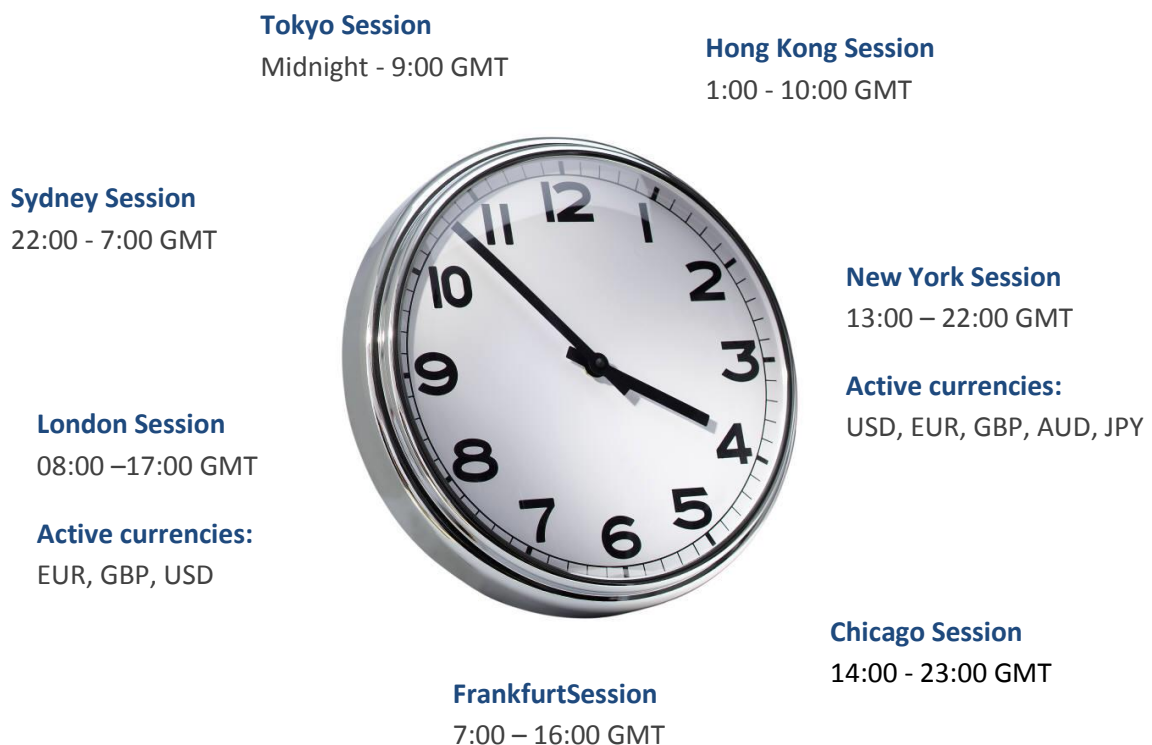 Tokyo Session
Midnight - 9:00 GMT
Hong Kong Session
1:00 - 10:00 GMT
Sydney Session
22:00 - 7:00 GMT
12
1
2
3
4
5
6
7
8
9
10
11
New York Session
13:00 – 22:00 GMT
Active currencies:
USD, EUR, GBP, AUD, JPY
London Session
08:00 –17:00 GMT
Active currencies:
EUR, GBP, USD
Chicago Session
14:00 - 23:00 GMT
FrankfurtSession
7:00 – 16:00 GMT